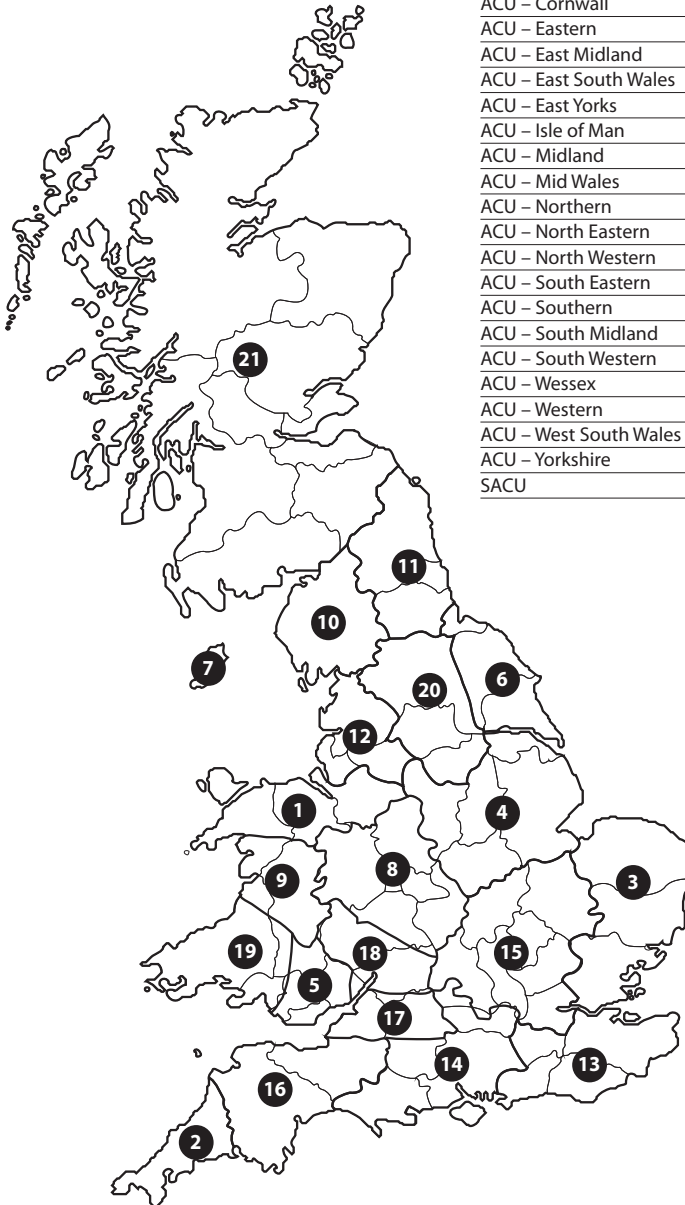 ACU – Cornwall
ACU – Eastern
ACU – East Midland
ACU – East South Wales
ACU – East Yorks
ACU – Isle of Man
ACU – Midland
ACU – Mid Wales
ACU – Northern
ACU – North Eastern
ACU – North Western
ACU – South Eastern
ACU – Southern
ACU – South Midland
ACU – South Western
ACU – Wessex
ACU – Western
ACU – West South Wales
ACU – Yorkshire
SACU
21
11
10
7
20
6
12
1
4
8
9
3
19
18
15
5
17
14
13
16
2